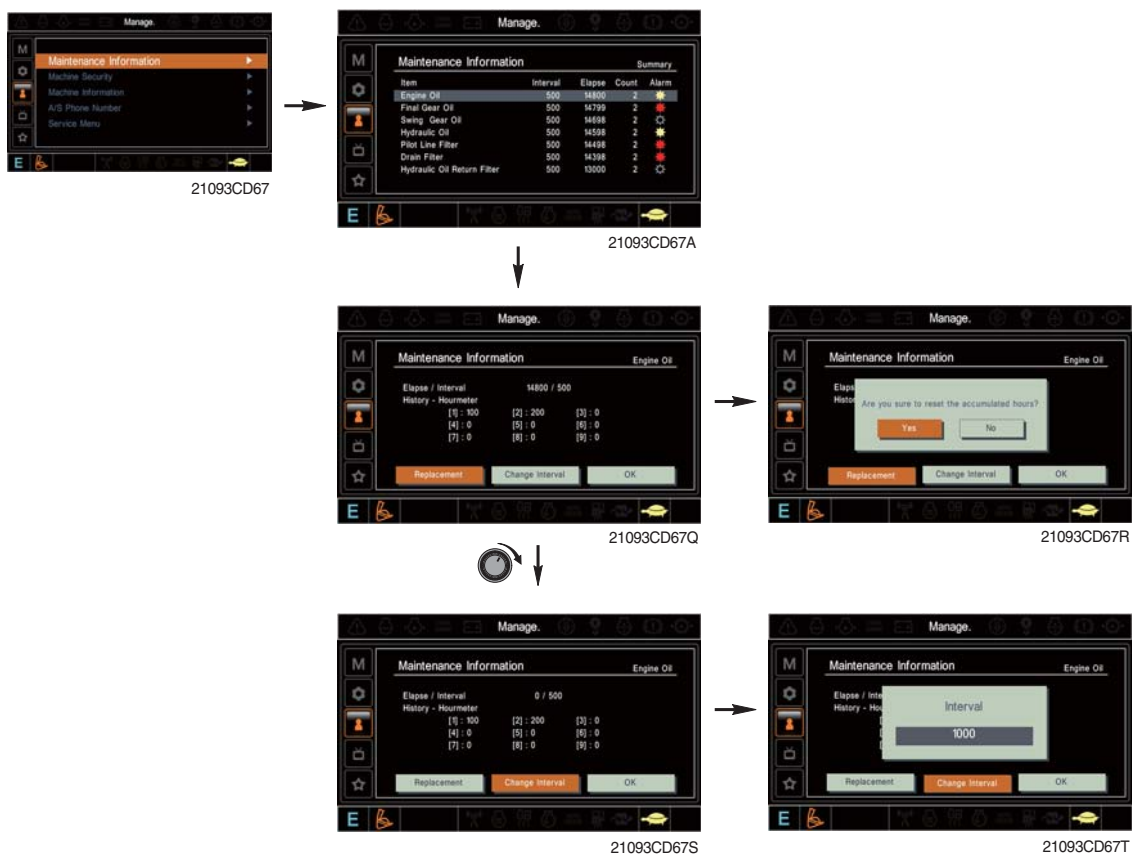 Manage.
M
Maintenance Information
Machine Security
Machine Information
A/S Phone Number
Service Menu
E
21093CD67
Manage.
M
Maintenance Information Summary
Item Interval Elapse Count Alarm
Engine Oil 500 14800 2
Final Gear Oil 500 14799 2
Swing Gear Oil 500 14698 2
Hydraulic Oil 500 14598 2
Pilot Line Filter 500 14498 2
Drain Filter 500 14398 2
Hydraulic Oil Return Filter 500 13000 2
E
21093CD67A
Manage.
M
Maintenance Information Engine Oil
Elapse / Interval 14800 / 500
History - Hourmeter
[1] : 100 [2] : 200 [3] : 0
[4] : 0 [5] : 0 [6] : 0
[7] : 0 [8] : 0 [9] : 0
Replacement Change Interval OK
E
21093CD67Q
Manage.
M
Maintenance Information Engine Oil
Elaps
Histor
Are you sure to reset the accumulated hours?
Yes No
Replacement Change Interval OK
E
21093CD67R
Manage.
M
Maintenance Information Engine Oil
Elapse / Interval 0 / 500
History - Hourmeter
[1] : 100 [2] : 200 [3] : 0
[4] : 0 [5] : 0 [6] : 0
[7] : 0 [8] : 0 [9] : 0
Replacement Change Interval OK
E
21093CD67S
Manage.
M
Maintenance Information Engine Oil
Elapse / Inte
History - Hou
Interval
1000
Replacement Change Interval OK
E
21093CD67T